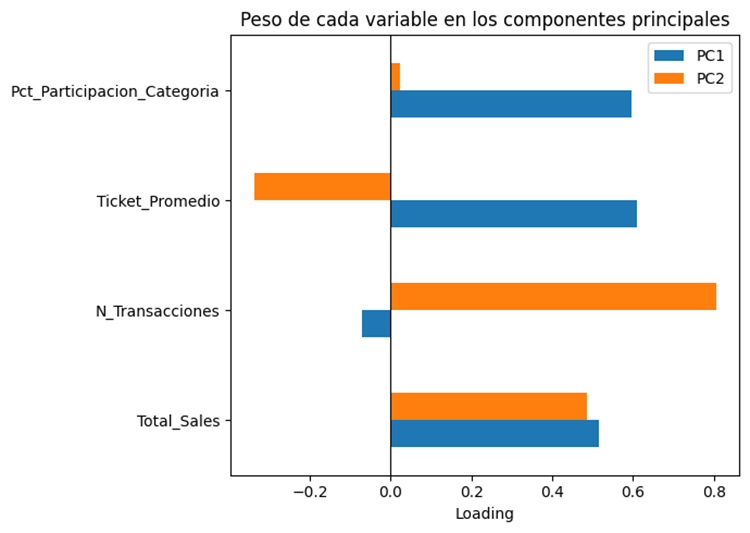 Peso de cada variable en los componentes principales
PC1
PC2
Pct_Participacion_Categoria
Ticket_Promedio
N_Transacciones
Total_Sales
−0.2 0.0 0.2 0.4 0.6 0.8
Loading